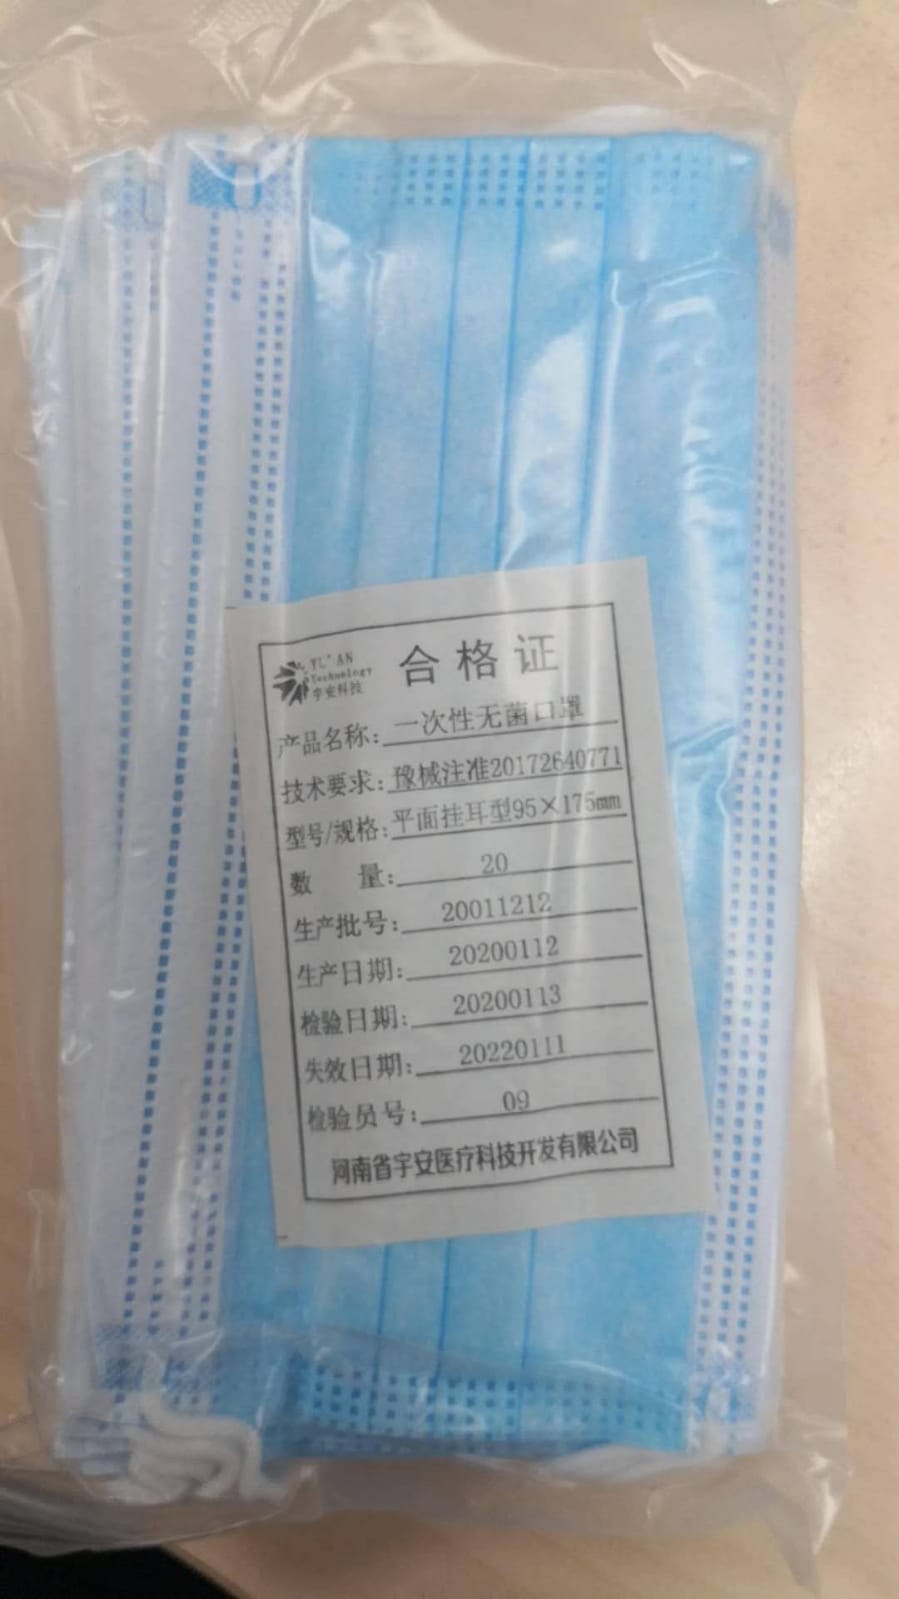 YU'AN
Technology
宇安科技
合格证
产品名称:一次性无菌口罩
技术要求:豫械注准20172640771
型号/规格:平面挂耳型95×175mm
数 量:20
生产批号:20011212
生产日期:20200112
检验日期:20200113
失效日期:20220111
检验员号:09
河南省宇安医疗科技开发有限公司